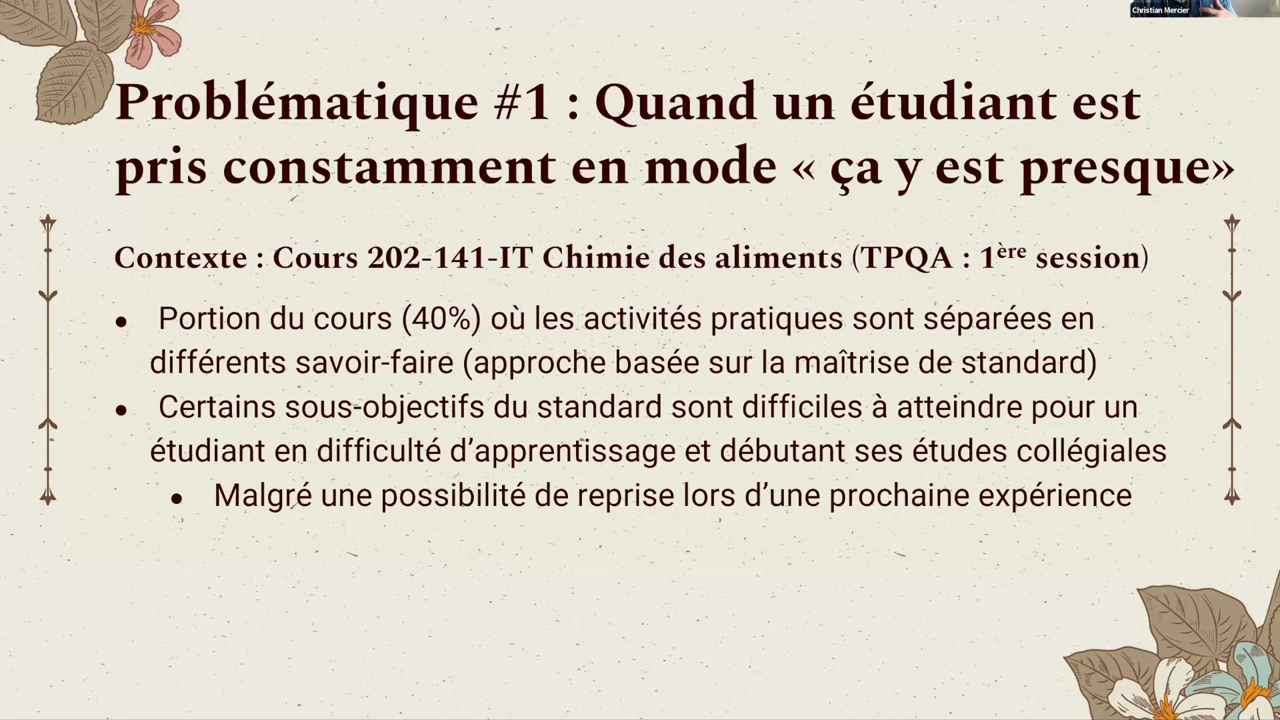 Christian Mercier
Problématique #1 : Quand un étudiant est
pris constamment en mode « ça y est presque»
Contexte : Cours 202-141-IT Chimie des aliments (TPQA : 1ère session)
• Portion du cours (40%) où les activités pratiques sont séparées en
différents savoir-faire (approche basée sur la maîtrise de standard)
• Certains sous-objectifs du standard sont difficiles à atteindre pour un
étudiant en difficulté d’apprentissage et débutant ses études collégiales
• Malgré une possibilité de reprise lors d’une prochaine expérience